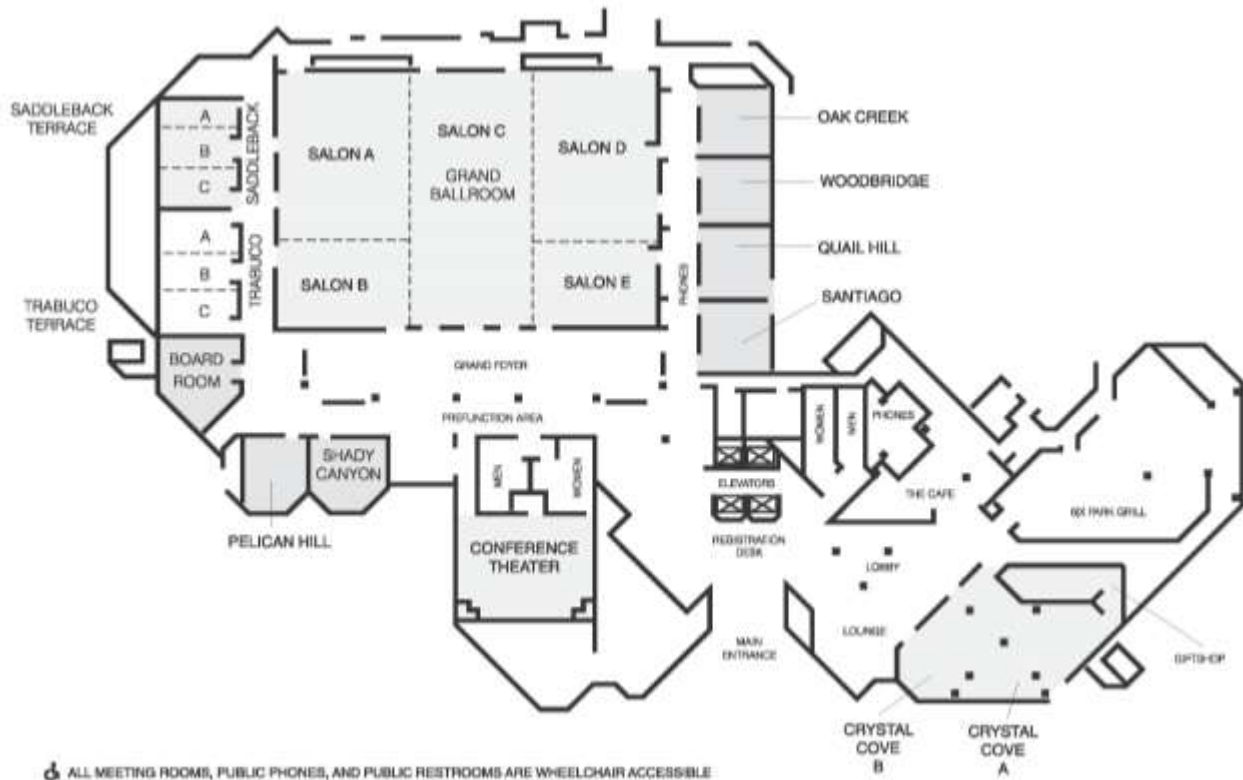 SADDLEBACK
TERRACE
A
B
C
SADDLEBACK
SALON A
SALON C
GRAND
BALLROOM
SALON D
OAK CREEK
WOODBRIDGE
QUAIL HILL
SANTIAGO
PHONES
TRABUCO
TERRACE
A
B
C
TRABUCO
SALON B
SALON E
BOARD
ROOM
GRAND FOYER
PREFUNCTION AREA
WOMEN
MEN
PHONES
SHADY
CANYON
PELICAN HILL
MEN
WOMEN
ELEVATORS
THE CAFE
6IX PARK GRILL
CONFERENCE
THEATER
REGISTRATION
DESK
LOBBY
LOUNGE
MAIN
ENTRANCE
GIFTSHOP
CRYSTAL
COVE
B
CRYSTAL
COVE
A
ALL MEETING ROOMS, PUBLIC PHONES, AND PUBLIC RESTROOMS ARE WHEELCHAIR ACCESSIBLE